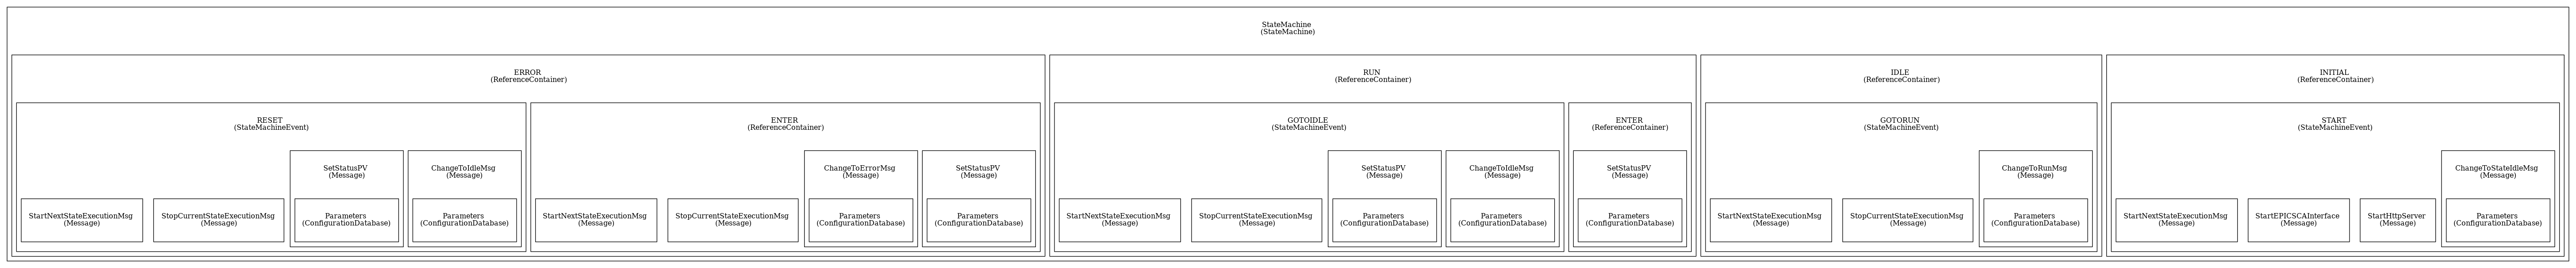 StateMachine
(StateMachine)
ERROR
(ReferenceContainer)
RESET
(StateMachineEvent)
StartNextStateExecutionMsg
(Message)
StopCurrentStateExecutionMsg
(Message)
SetStatusPV
(Message)
Parameters
(ConfigurationDatabase)
ChangeToIdleMsg
(Message)
Parameters
(ConfigurationDatabase)
ENTER
(ReferenceContainer)
StartNextStateExecutionMsg
(Message)
StopCurrentStateExecutionMsg
(Message)
ChangeToErrorMsg
(Message)
Parameters
(ConfigurationDatabase)
SetStatusPV
(Message)
Parameters
(ConfigurationDatabase)
RUN
(ReferenceContainer)
GOTOIDLE
(StateMachineEvent)
StartNextStateExecutionMsg
(Message)
StopCurrentStateExecutionMsg
(Message)
SetStatusPV
(Message)
Parameters
(ConfigurationDatabase)
ChangeToIdleMsg
(Message)
Parameters
(ConfigurationDatabase)
ENTER
(ReferenceContainer)
SetStatusPV
(Message)
Parameters
(ConfigurationDatabase)
IDLE
(ReferenceContainer)
GOTORUN
(StateMachineEvent)
StartNextStateExecutionMsg
(Message)
StopCurrentStateExecutionMsg
(Message)
ChangeToRunMsg
(Message)
Parameters
(ConfigurationDatabase)
INITIAL
(ReferenceContainer)
START
(StateMachineEvent)
StartNextStateExecutionMsg
(Message)
StartEPICSCAInterface
(Message)
StartHttpServer
(Message)
ChangeToStateIdleMsg
(Message)
Parameters
(ConfigurationDatabase)